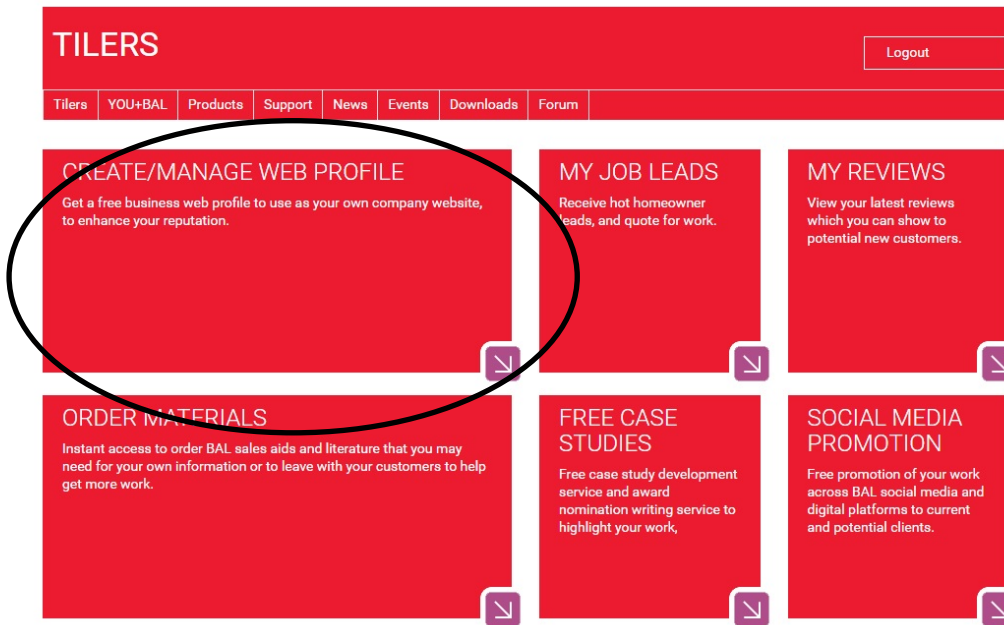 TILERS
Logout
Tilers YOU+BAL Products Support News Events Downloads Forum
CREATE/MANAGE WEB PROFILE
Get a free business web profile to use as your own company website,
to enhance your reputation.
MY JOB LEADS
Receive hot homeowner
leads, and quote for work.
MY REVIEWS
View your latest reviews
which you can show to
potential new customers.
ORDER MATERIALS
Instant access to order BAL sales aids and literature that you may
need for your own information or to leave with your customers to help
get more work.
FREE CASE
STUDIES
Free case study development
service and award
nomination writing service to
highlight your work,
SOCIAL MEDIA
PROMOTION
Free promotion of your work
across BAL social media and
digital platforms to current
and potential clients.